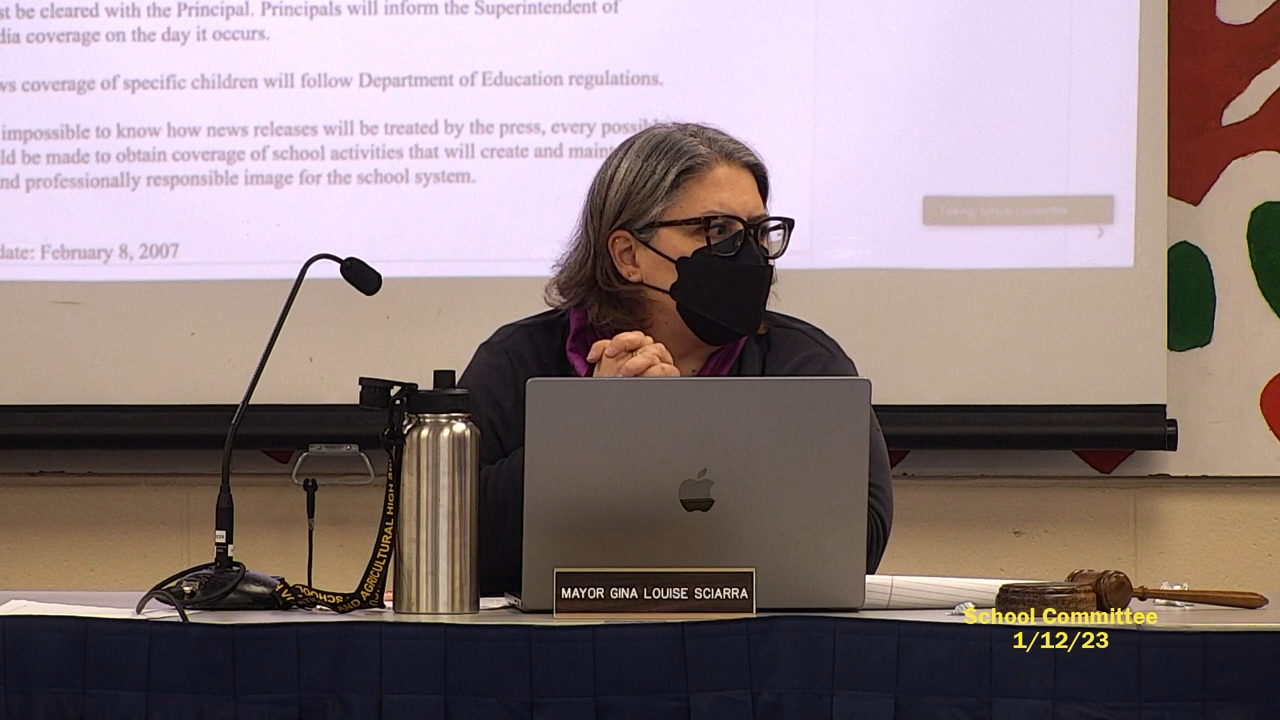 st be cleared with the Principal. Principals will inform the Superintendent of
dia coverage on the day it occurs.
ws coverage of specific children will follow Department of Education regulations.
impossible to know how news releases will be treated by the press, every possib
ld be made to obtain coverage of school activities that will create and maint
nd professionally responsible image for the school system.
date: February 8, 2007
AND AGRICULTURAL HIGH
SCHOOL
MAYOR GINA LOUISE SCIARRA
School Committee
1/12/23